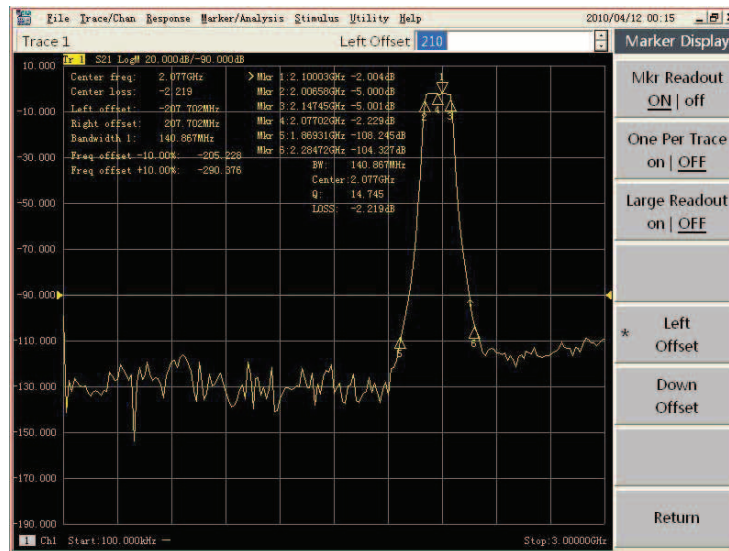 File Trace/Chan Response Marker/Analysis Stimulus Utility Help 2010/04/12 00:15
Trace 1 Left Offset 210 Marker Display
Tr 1 S21 LogM 20.000dB/-90.000dB
10.000
-10.000
-30.000
-50.000
-70.000
-90.000
-110.000
-130.000
-150.000
-170.000
-190.000
Center freq: 2.077GHz
Center loss: -2.219
Left offset: -207.702MHz
Right offset: 207.702MHz
Bandwidth 1: 140.867MHz
Freq offset -10.00%: -205.228
Freq offset +10.00%: -290.376
>Mkr 1:2.10003GHz -2.004dB
Mkr 2:2.00658GHz -5.000dB
Mkr 3:2.14745GHz -5.001dB
Mkr 4:2.07702GHz -2.229dB
Mkr 5:1.86931GHz -108.245dB
Mkr 6:2.28472GHz -104.327dB
BW: 140.867MHz
Center:2.077GHz
Q: 14.745
LOSS: -2.219dB
1
2
4
3
5
6
Mkr Readout
ON | off
One Per Trace
on | OFF
Large Readout
on | OFF
* Left
Offset
Down
Offset
Return
1 Ch1 Start:100.000kHz — Stop:3.00000GHz